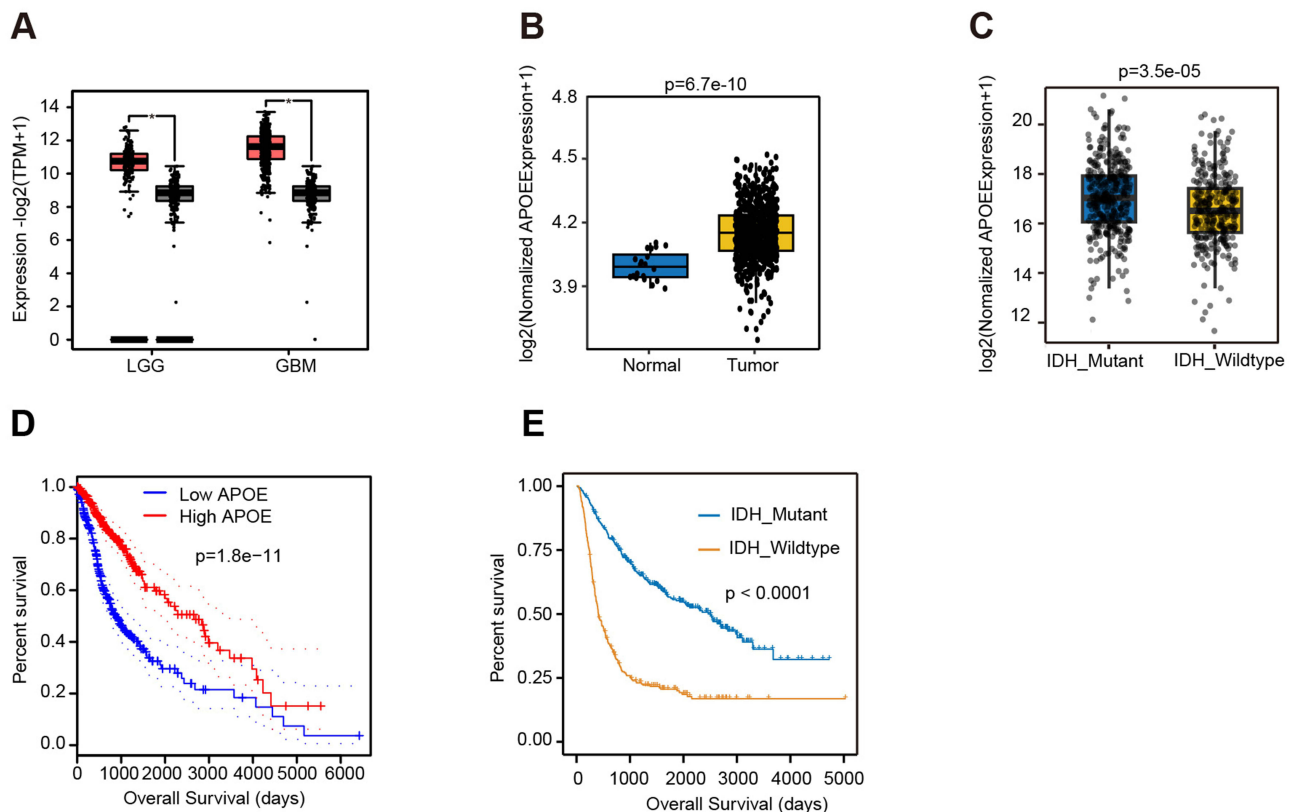 A
Expression -log2(TPM+1)
14
12
10
8
6
4
2
0
*
*
LGG
GBM
B
log2(Nomalized APOEExpression+1)
p=6.7e-10
4.8
4.5
4.2
3.9
Normal
Tumor
C
log2(Nomalized APOEExpression+1)
p=3.5e-05
20
18
16
14
12
IDH_Mutant
IDH_Wildtype
D
Percent survival
1.0
0.8
0.6
0.4
0.2
0.0
Low APOE
High APOE
p=1.8e−11
0 1000 2000 3000 4000 5000 6000
Overall Survival (days)
E
Percent survival
1.00
0.75
0.50
0.25
0.00
IDH_Mutant
IDH_Wildtype
p < 0.0001
0 1000 2000 3000 4000 5000
Overall Survival (days)